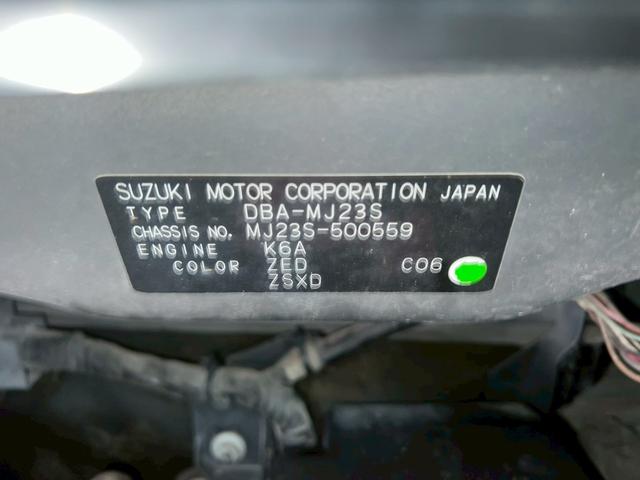 SUZUKI MOTOR CORPORATION JAPAN
TYPE DBA-MJ23S
CHASSIS NO. MJ23S-500559
ENGINE K6A
COLOR ZED C06
ZSXD